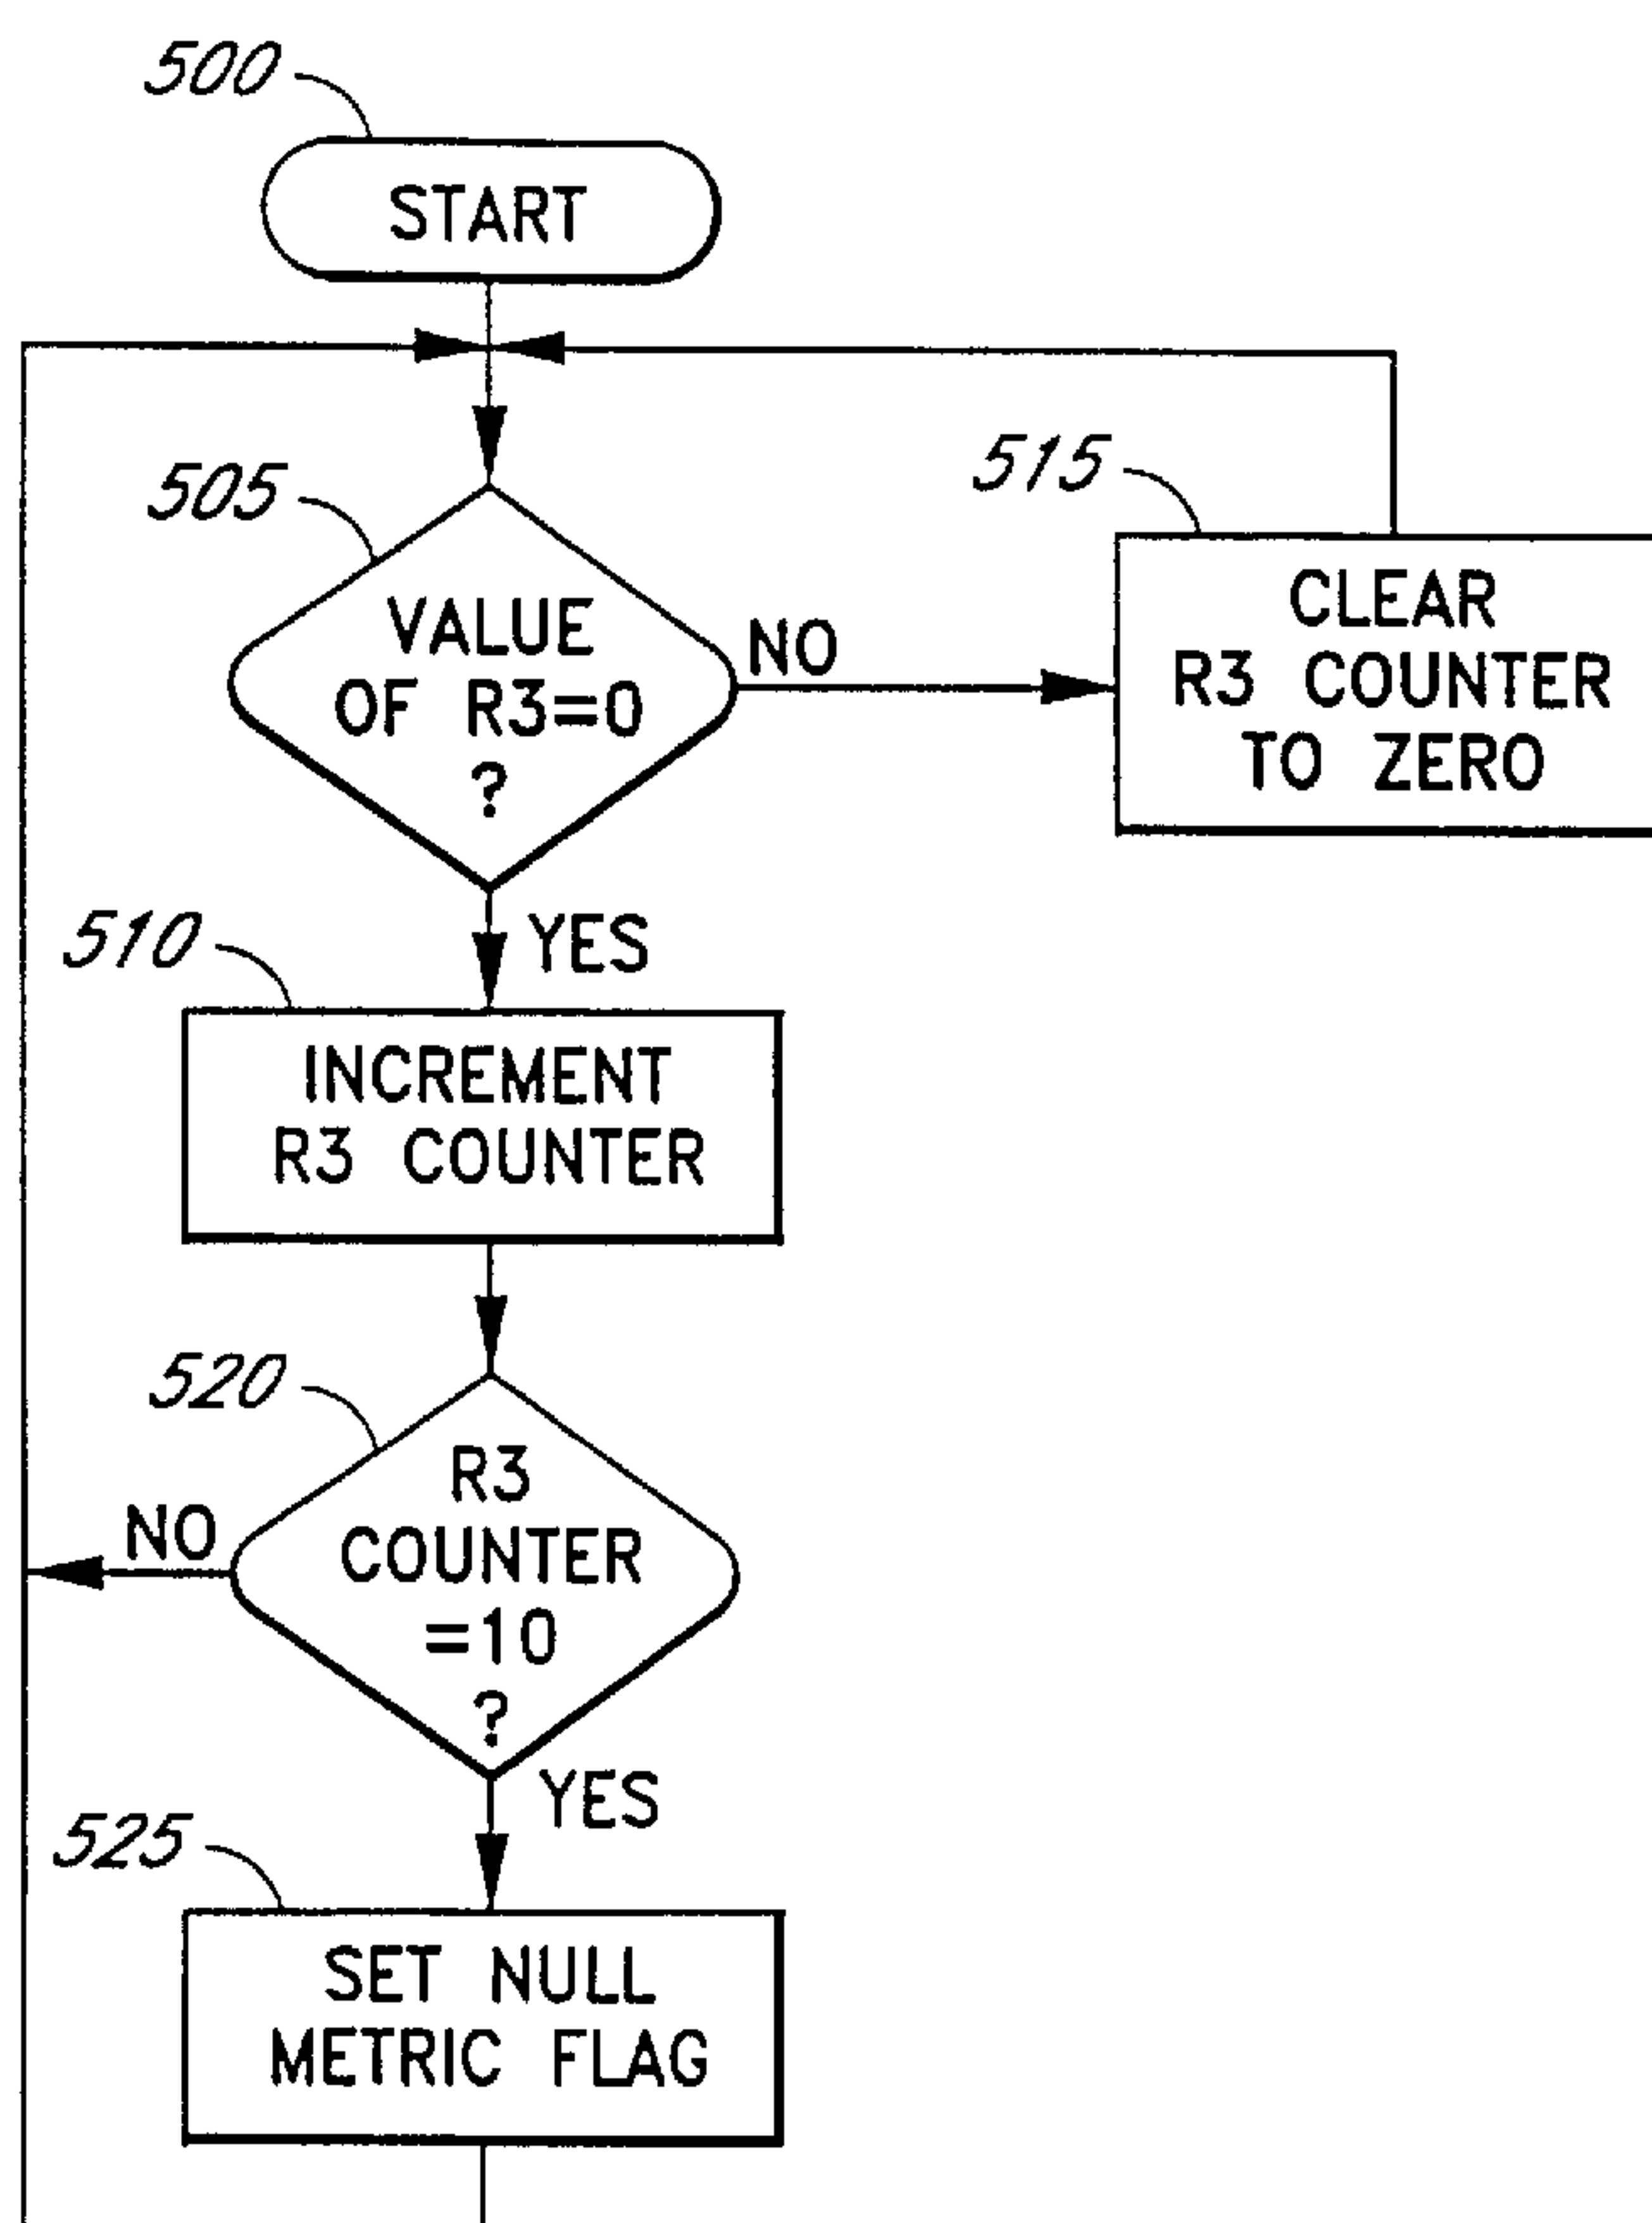 500
START
505
VALUE
OF R3=0
?
NO
515
CLEAR
R3 COUNTER
TO ZERO
YES
510
INCREMENT
R3 COUNTER
520
R3
COUNTER
=10
?
NO
YES
525
SET NULL
METRIC FLAG